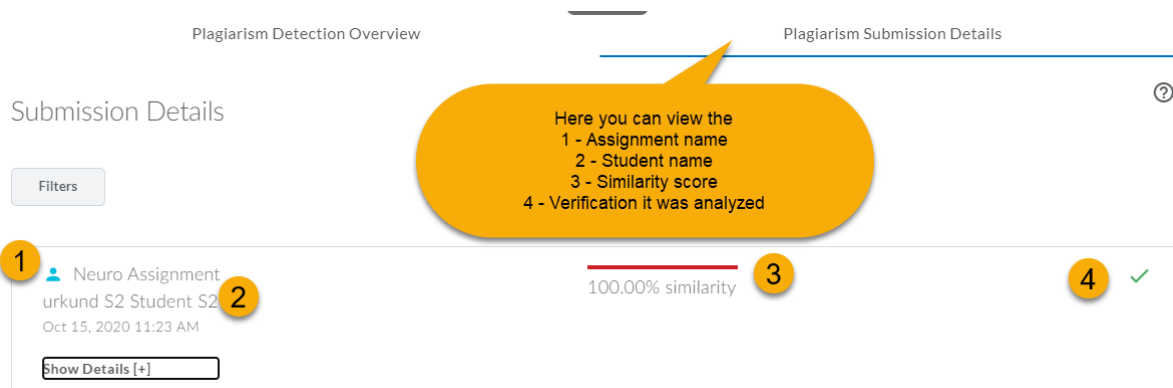 Plagiarism Detection Overview
Plagiarism Submission Details
Submission Details
Here you can view the
1 - Assignment name
2 - Student name
3 - Similarity score
4 - Verification it was analyzed
Filters
1
Neuro Assignment
urkund S2 Student S2
2
Oct 15, 2020 11:23 AM
Show Details [+]
100.00% similarity
3
4